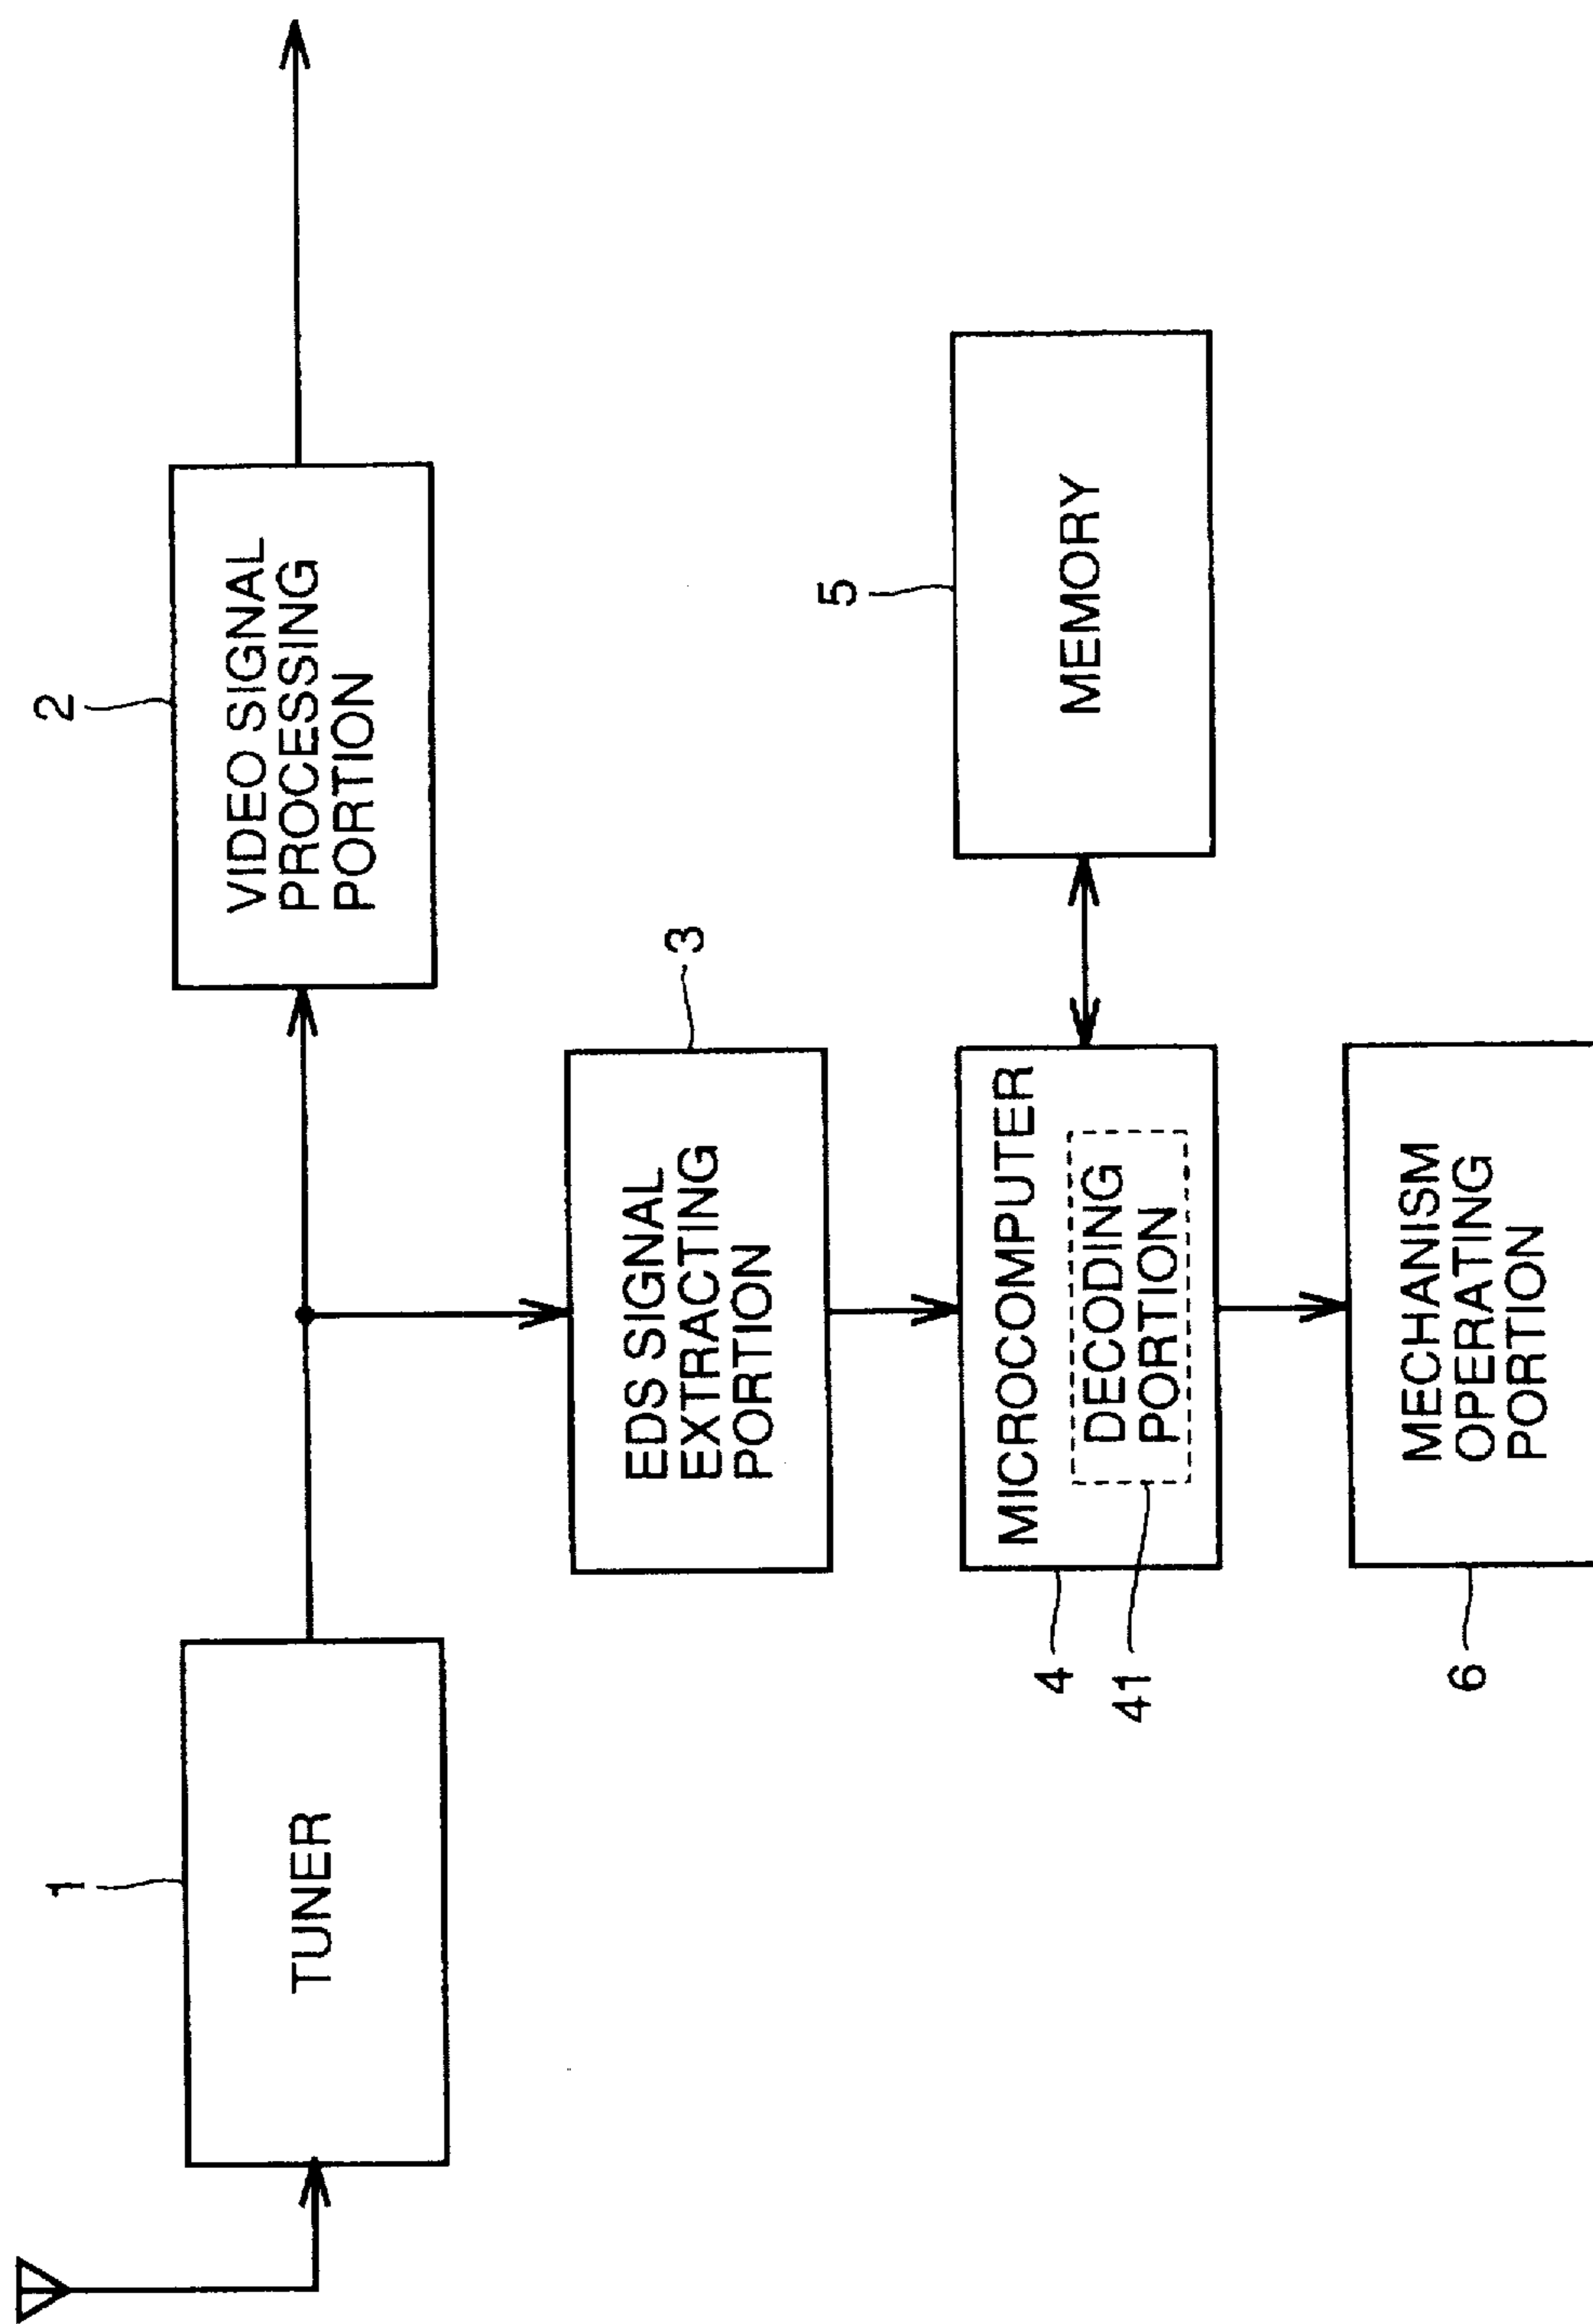 1
TUNER
2
VIDEO SIGNAL
PROCESSING
PORTION
3
EDS SIGNAL
EXTRACTING
PORTION
4
MICROCOMPUTER
41
DECODING
PORTION
5
MEMORY
6
MECHANISM
OPERATING
PORTION